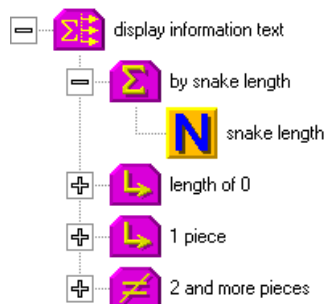 display information text
by snake length
N snake length
length of 0
1 piece
2 and more pieces